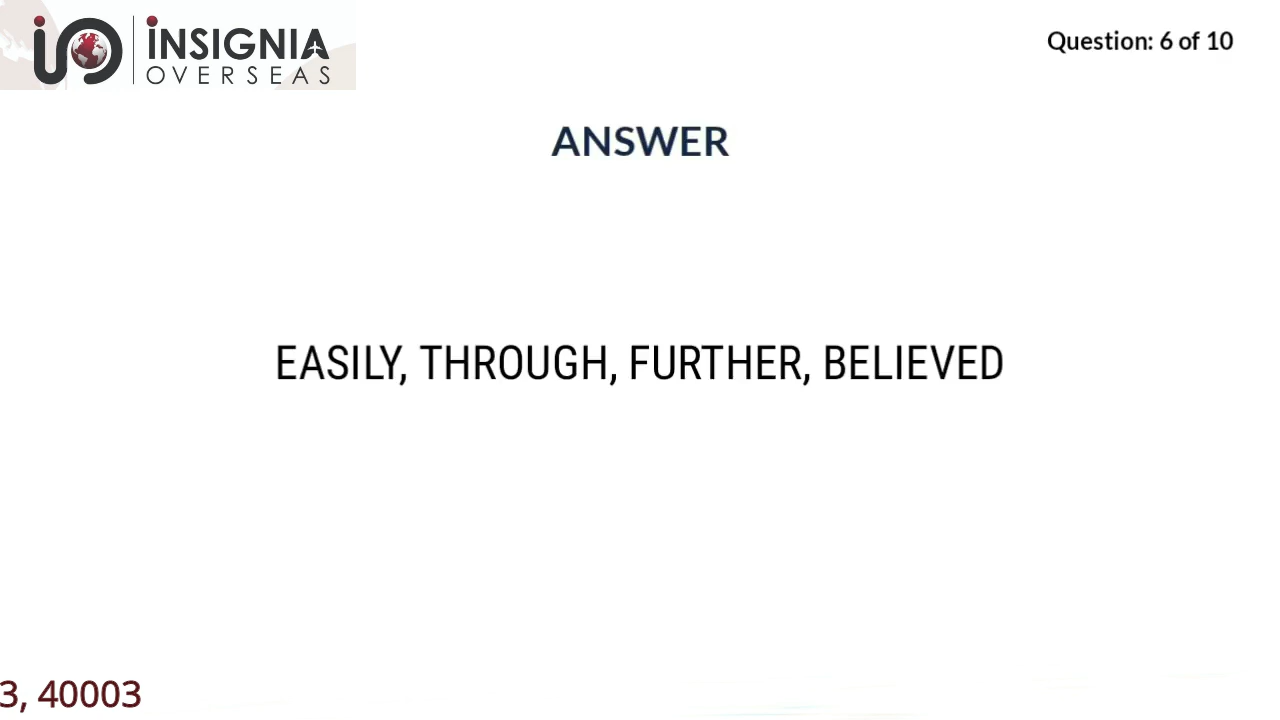 INSIGNIA
OVERSEAS
Question: 6 of 10
ANSWER
EASILY, THROUGH, FURTHER, BELIEVED
3, 40003